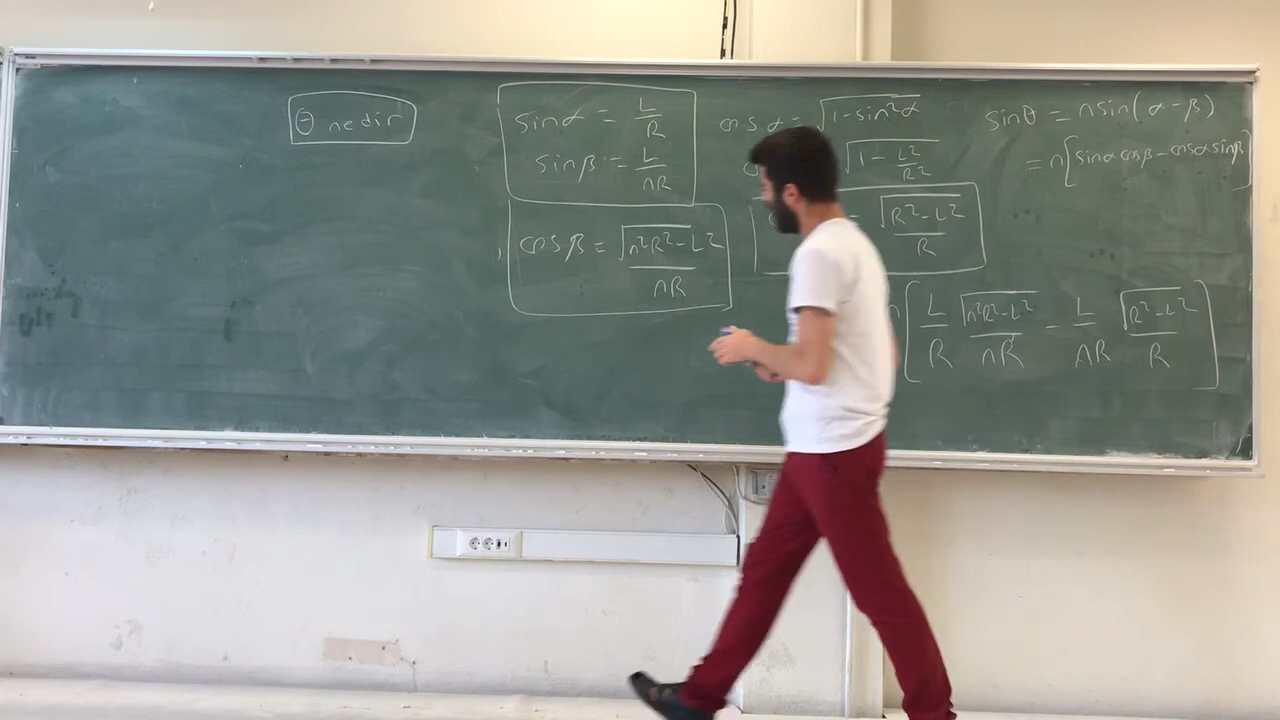 θ nedir
sinα = L/R
sinβ = L/nR
, cosβ = √(n²R²-L²)/nR
cosα = √(1-sin²α)
√(1 - L²/R²)
= √(R²-L²)/R
sinθ = n sin(α-β)
= n[sinα cosβ - cosα sinβ]
[L/R √(n²R²-L²)/nR - L/nR √(R²-L²)/R]